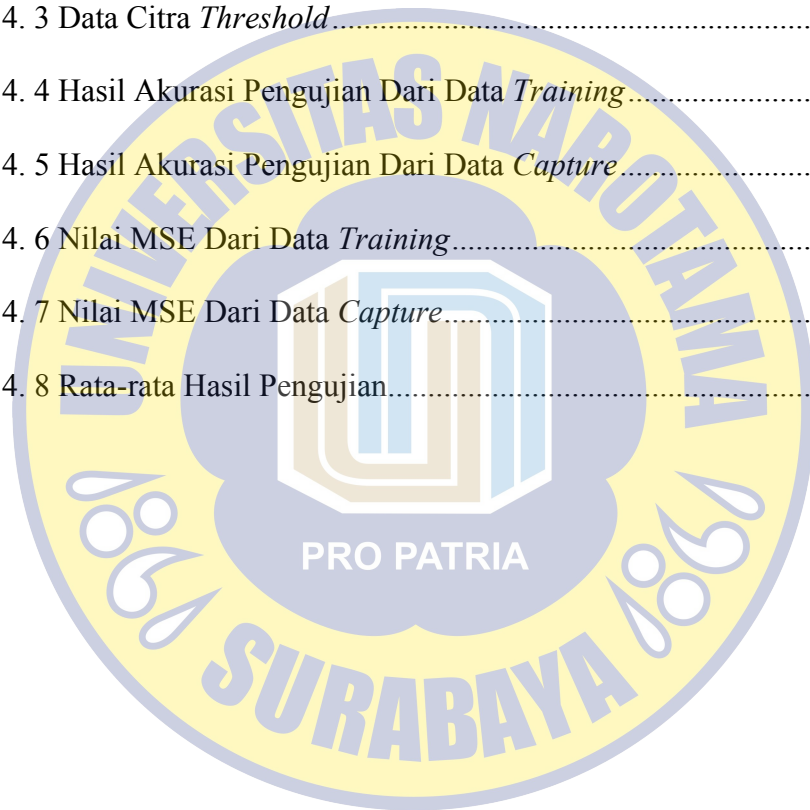 4. 3 Data Citra Threshold........................................................
4. 4 Hasil Akurasi Pengujian Dari Data Training......................
4. 5 Hasil Akurasi Pengujian Dari Data Capture.......................
4. 6 Nilai MSE Dari Data Training..........................................
4. 7 Nilai MSE Dari Data Capture...........................................
4. 8 Rata-rata Hasil Pengujian..................................................
UNIVERSITAS NAROTAMA
PRO PATRIA
SURABAYA